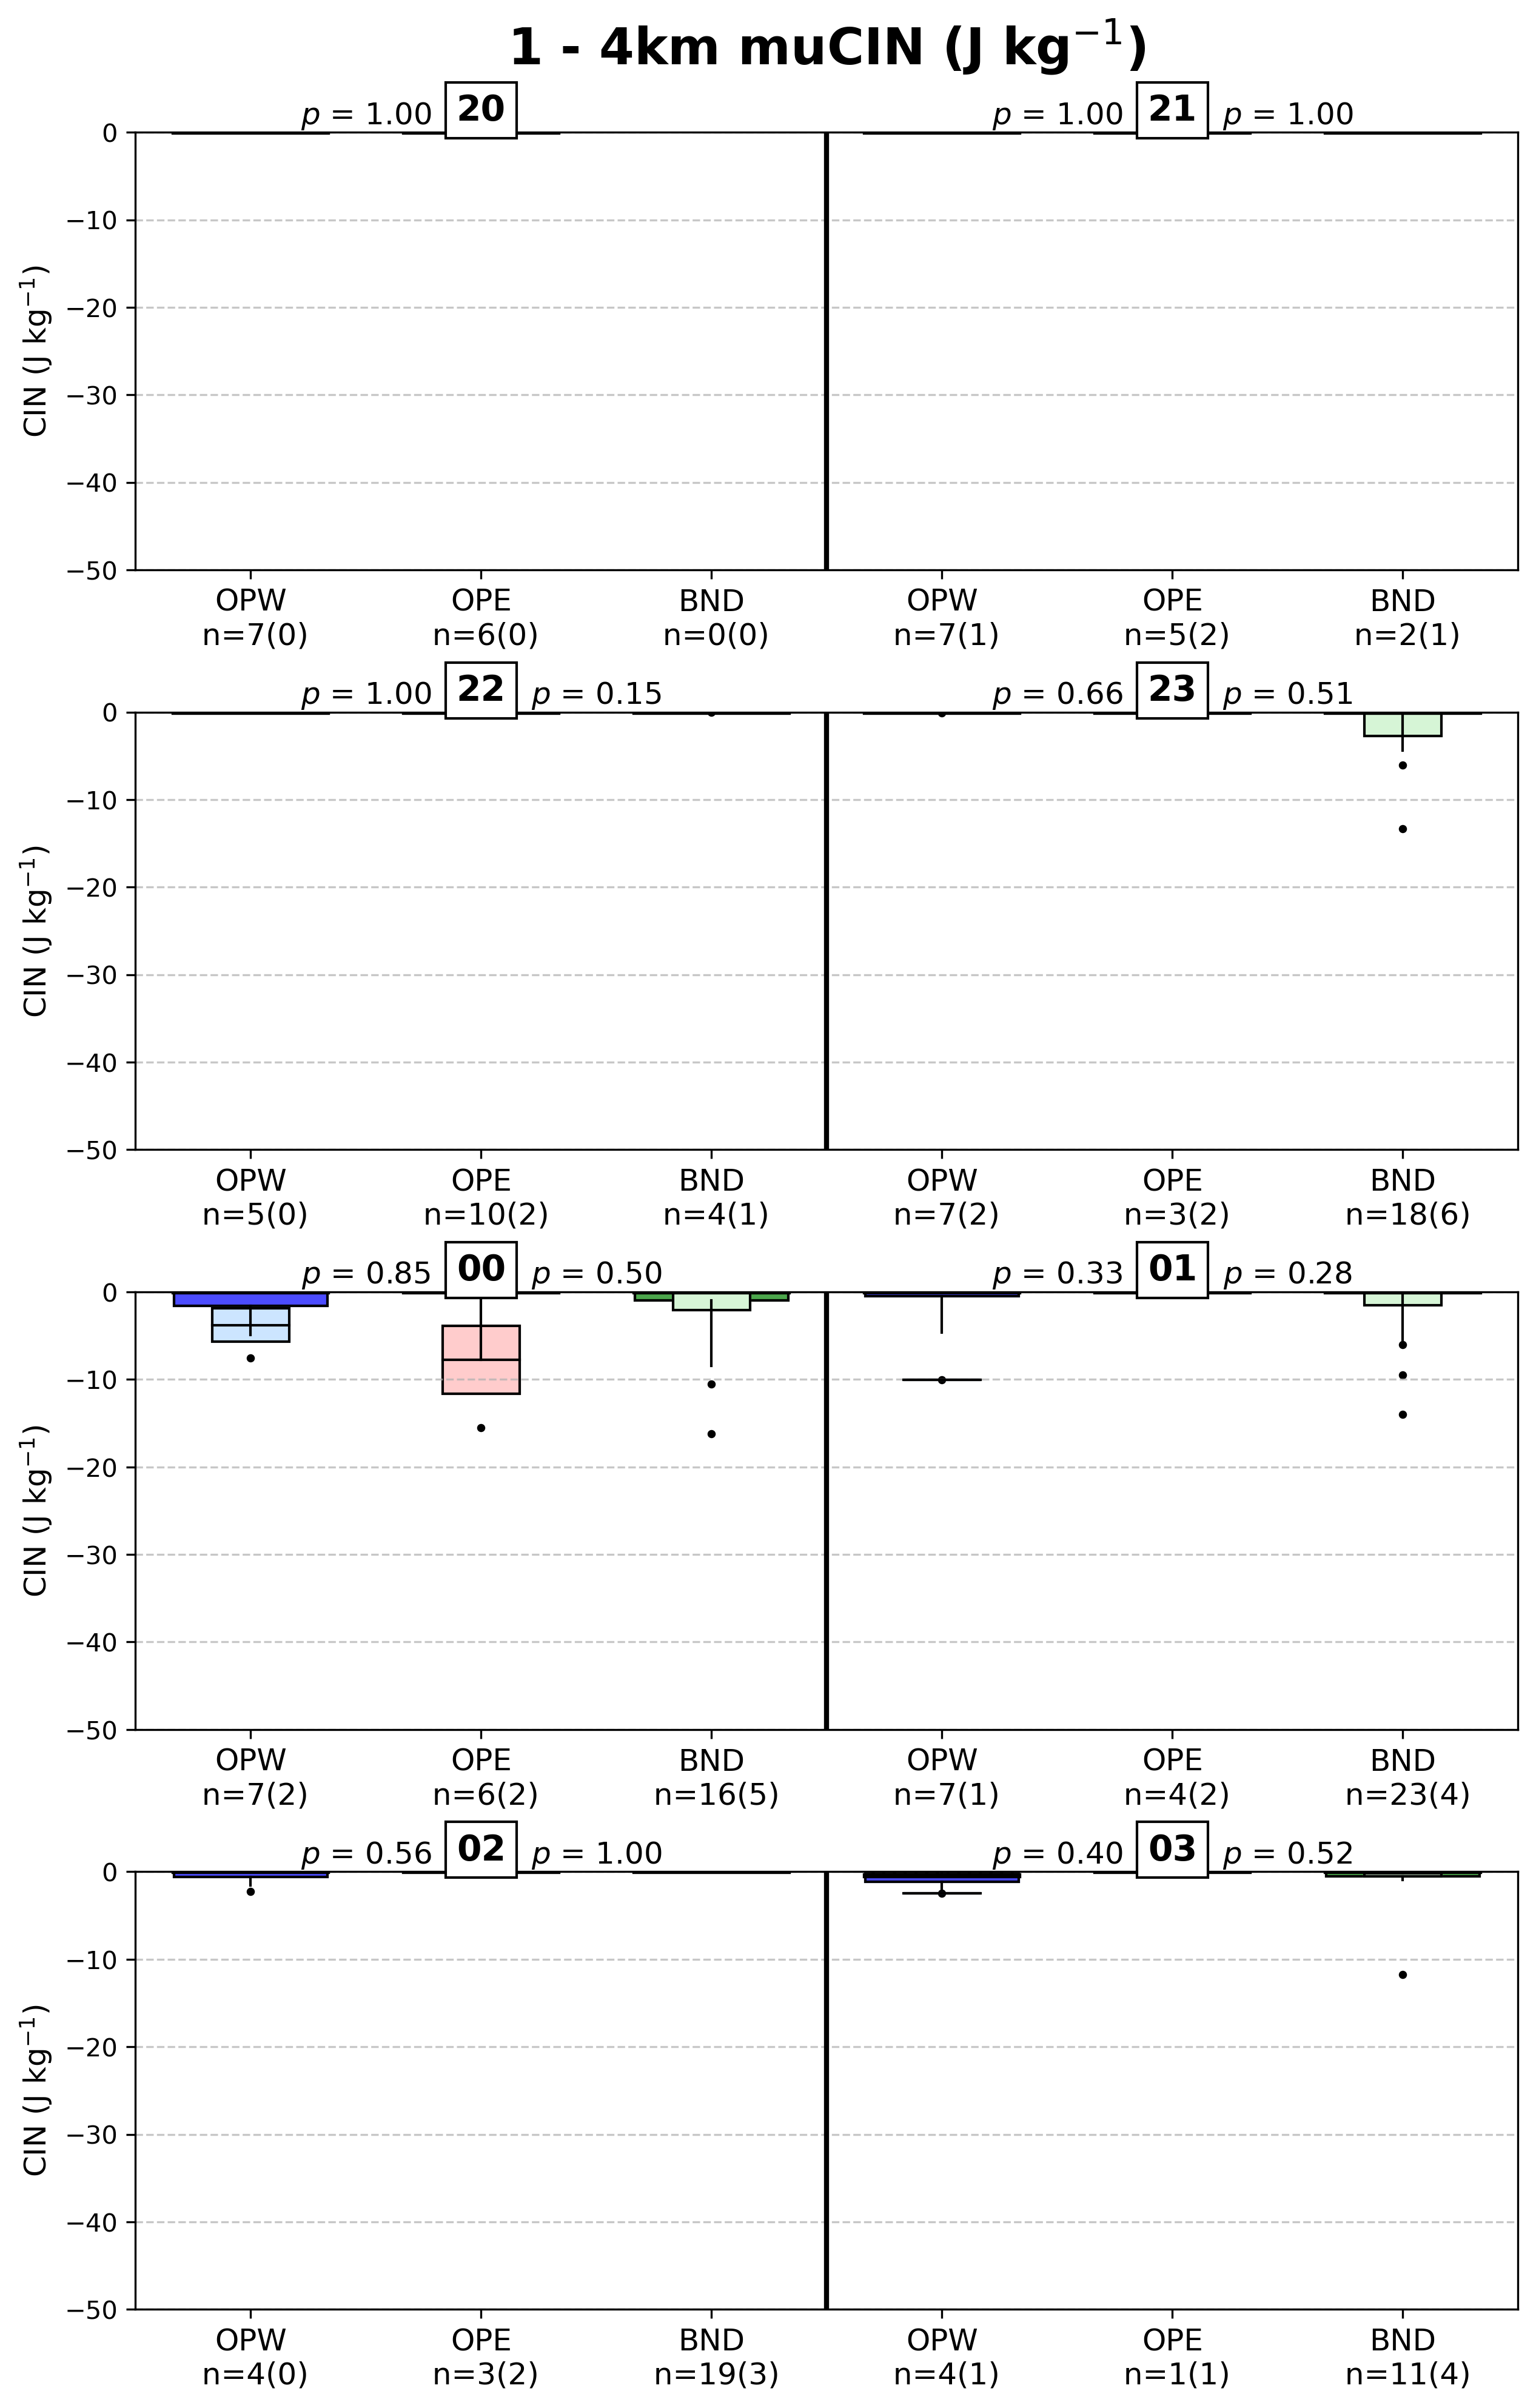 1 - 4km muCIN (J kg⁻¹)
p = 1.00 20 p = 1.00 21 p = 1.00
0
−10
−20
−30
−40
−50
CIN (J kg⁻¹)
OPW OPE BND OPW OPE BND
n=7(0) n=6(0) n=0(0) n=7(1) n=5(2) n=2(1)
p = 1.00 22 p = 0.15 p = 0.66 23 p = 0.51
0
−10
−20
−30
−40
−50
CIN (J kg⁻¹)
OPW OPE BND OPW OPE BND
n=5(0) n=10(2) n=4(1) n=7(2) n=3(2) n=18(6)
p = 0.85 00 p = 0.50 p = 0.33 01 p = 0.28
0
−10
−20
−30
−40
−50
CIN (J kg⁻¹)
OPW OPE BND OPW OPE BND
n=7(2) n=6(2) n=16(5) n=7(1) n=4(2) n=23(4)
p = 0.56 02 p = 1.00 p = 0.40 03 p = 0.52
0
−10
−20
−30
−40
−50
CIN (J kg⁻¹)
OPW OPE BND OPW OPE BND
n=4(0) n=3(2) n=19(3) n=4(1) n=1(1) n=11(4)